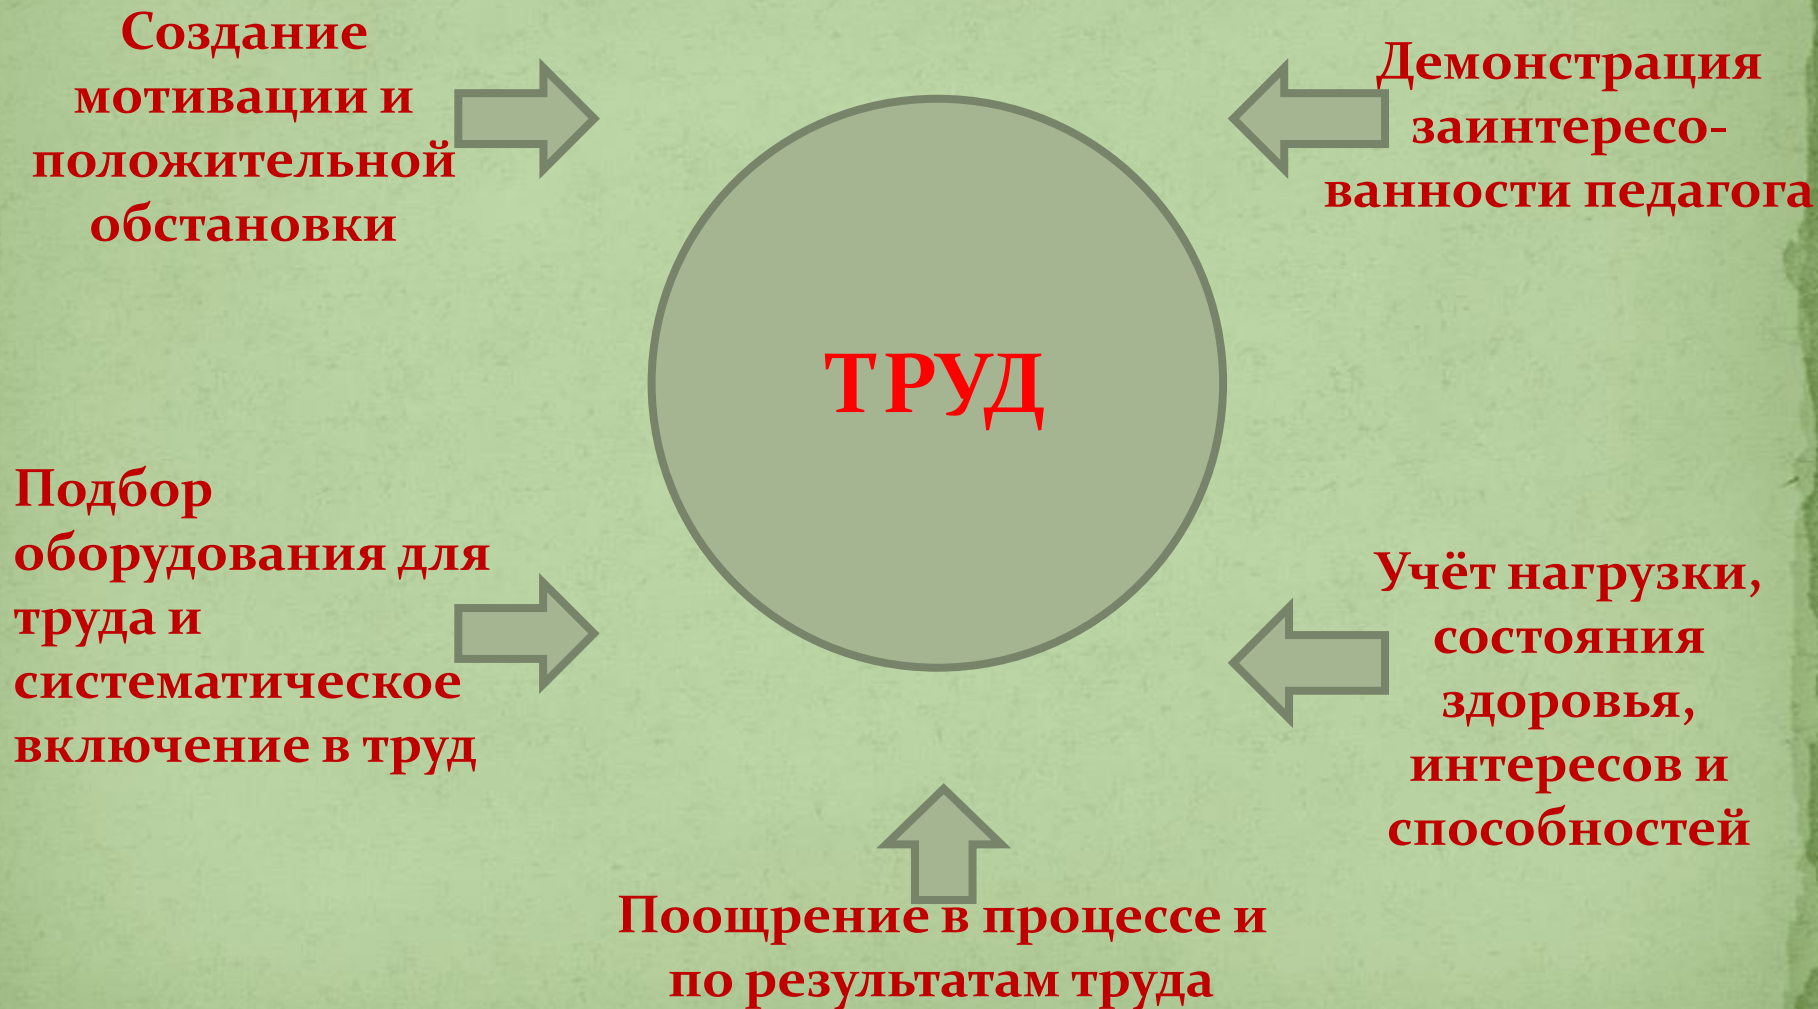 Создание
мотивации и
положительной
обстановки
Демонстрация
заинтересо-
ванности педагога
ТРУД
Подбор
оборудования для
труда и
систематическое
включение в труд
Учёт нагрузки,
состояния
здоровья,
интересов и
способностей
Поощрение в процессе и
по результатам труда